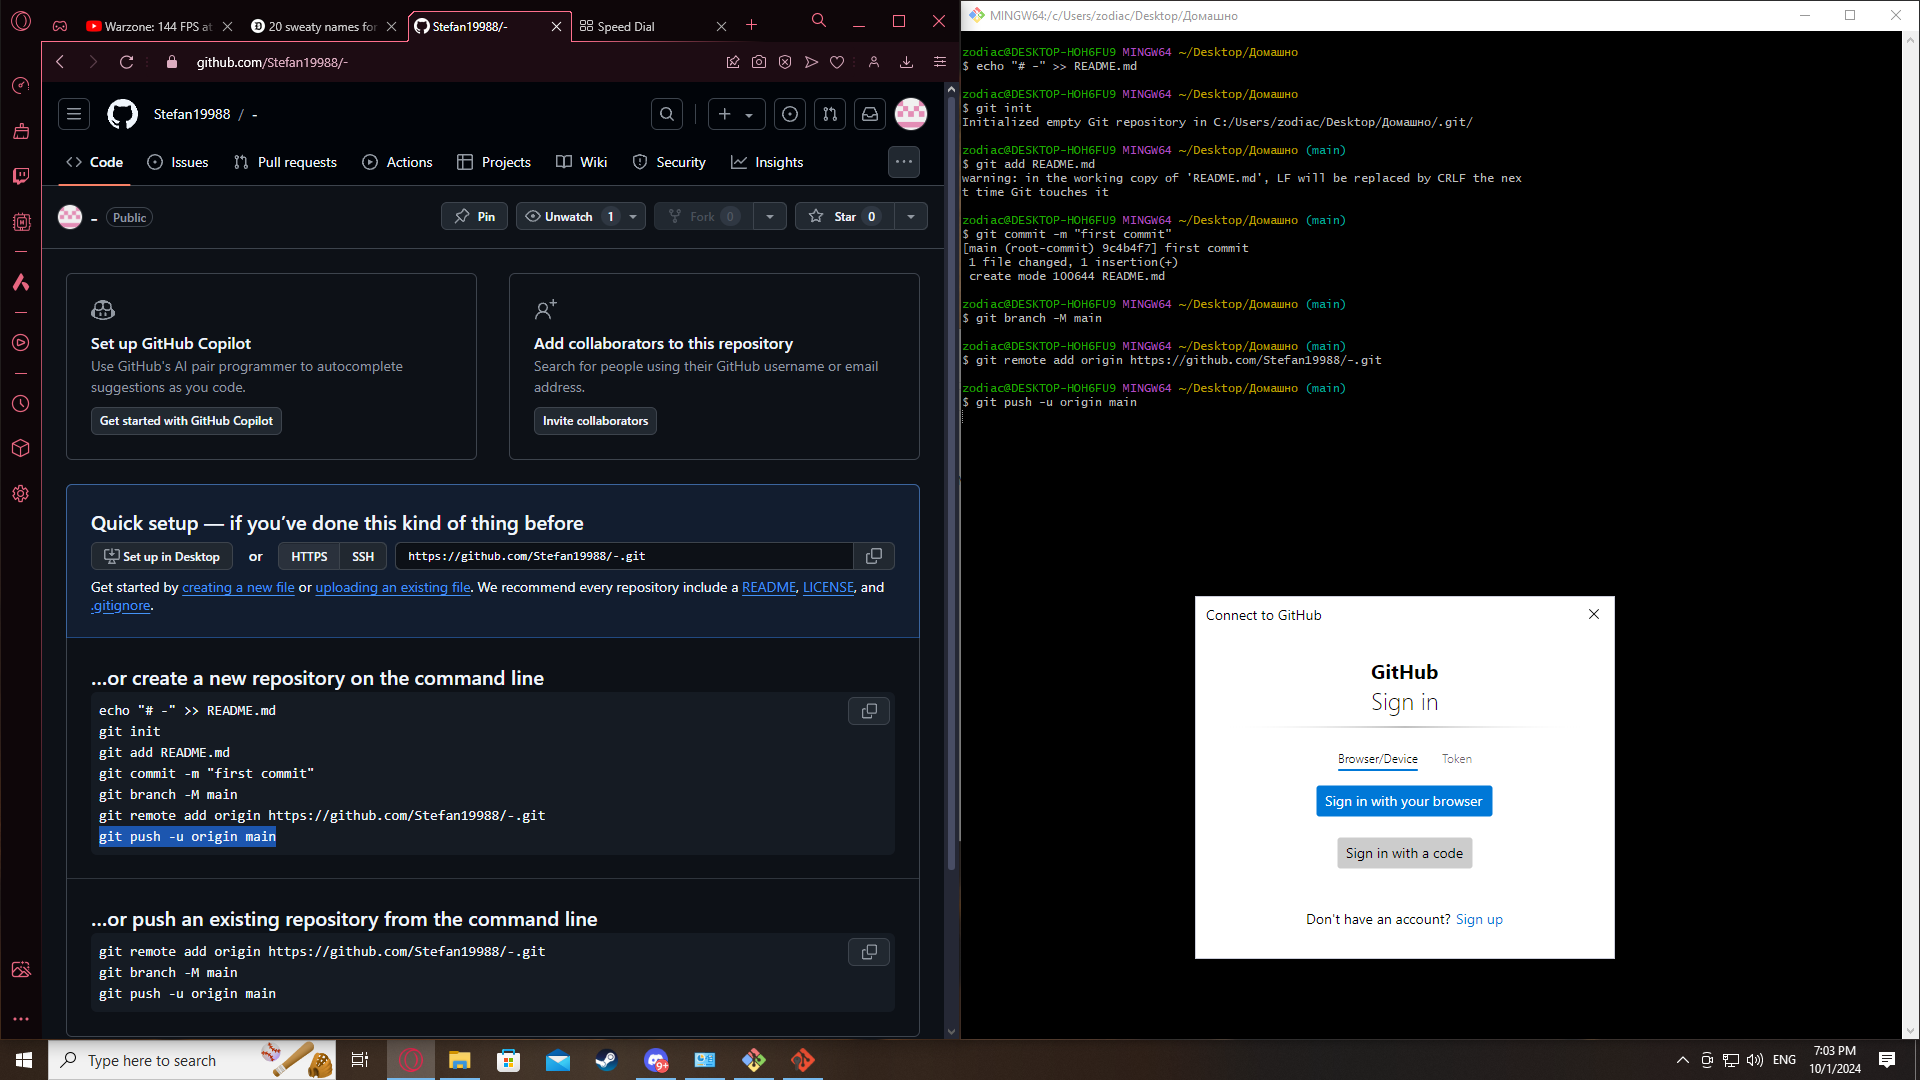 Warzone: 144 FPS at
20 sweaty names for
Stefan19988/-
Speed Dial
github.com/Stefan19988/-
Stefan19988 / -
Code
Issues
Pull requests
Actions
Projects
Wiki
Security
Insights
- Public
Pin
Unwatch 1
Fork 0
Star 0
Set up GitHub Copilot
Use GitHub's AI pair programmer to autocomplete
suggestions as you code.
Get started with GitHub Copilot
Add collaborators to this repository
Search for people using their GitHub username or email
address.
Invite collaborators
Quick setup — if you've done this kind of thing before
Set up in Desktop or HTTPS SSH https://github.com/Stefan19988/-.git
Get started by creating a new file or uploading an existing file. We recommend every repository include a README, LICENSE, and
.gitignore.
...or create a new repository on the command line
echo "# -" >> README.md
git init
git add README.md
git commit -m "first commit"
git branch -M main
git remote add origin https://github.com/Stefan19988/-.git
git push -u origin main
...or push an existing repository from the command line
git remote add origin https://github.com/Stefan19988/-.git
git branch -M main
git push -u origin main
MINGW64:/c/Users/zodiac/Desktop/Домашно
zodiac@DESKTOP-HOH6FU9 MINGW64 ~/Desktop/Домашно
$ echo "# -" >> README.md
zodiac@DESKTOP-HOH6FU9 MINGW64 ~/Desktop/Домашно
$ git init
Initialized empty Git repository in C:/Users/zodiac/Desktop/Домашно/.git/
zodiac@DESKTOP-HOH6FU9 MINGW64 ~/Desktop/Домашно (main)
$ git add README.md
warning: in the working copy of 'README.md', LF will be replaced by CRLF the nex
t time Git touches it
zodiac@DESKTOP-HOH6FU9 MINGW64 ~/Desktop/Домашно (main)
$ git commit -m "first commit"
[main (root-commit) 9c4b4f7] first commit
1 file changed, 1 insertion(+)
create mode 100644 README.md
zodiac@DESKTOP-HOH6FU9 MINGW64 ~/Desktop/Домашно (main)
$ git branch -M main
zodiac@DESKTOP-HOH6FU9 MINGW64 ~/Desktop/Домашно (main)
$ git remote add origin https://github.com/Stefan19988/-.git
zodiac@DESKTOP-HOH6FU9 MINGW64 ~/Desktop/Домашно (main)
$ git push -u origin main
Connect to GitHub
GitHub
Sign in
Browser/Device Token
Sign in with your browser
Sign in with a code
Don't have an account? Sign up
Type here to search
9+
ENG
7:03 PM
10/1/2024